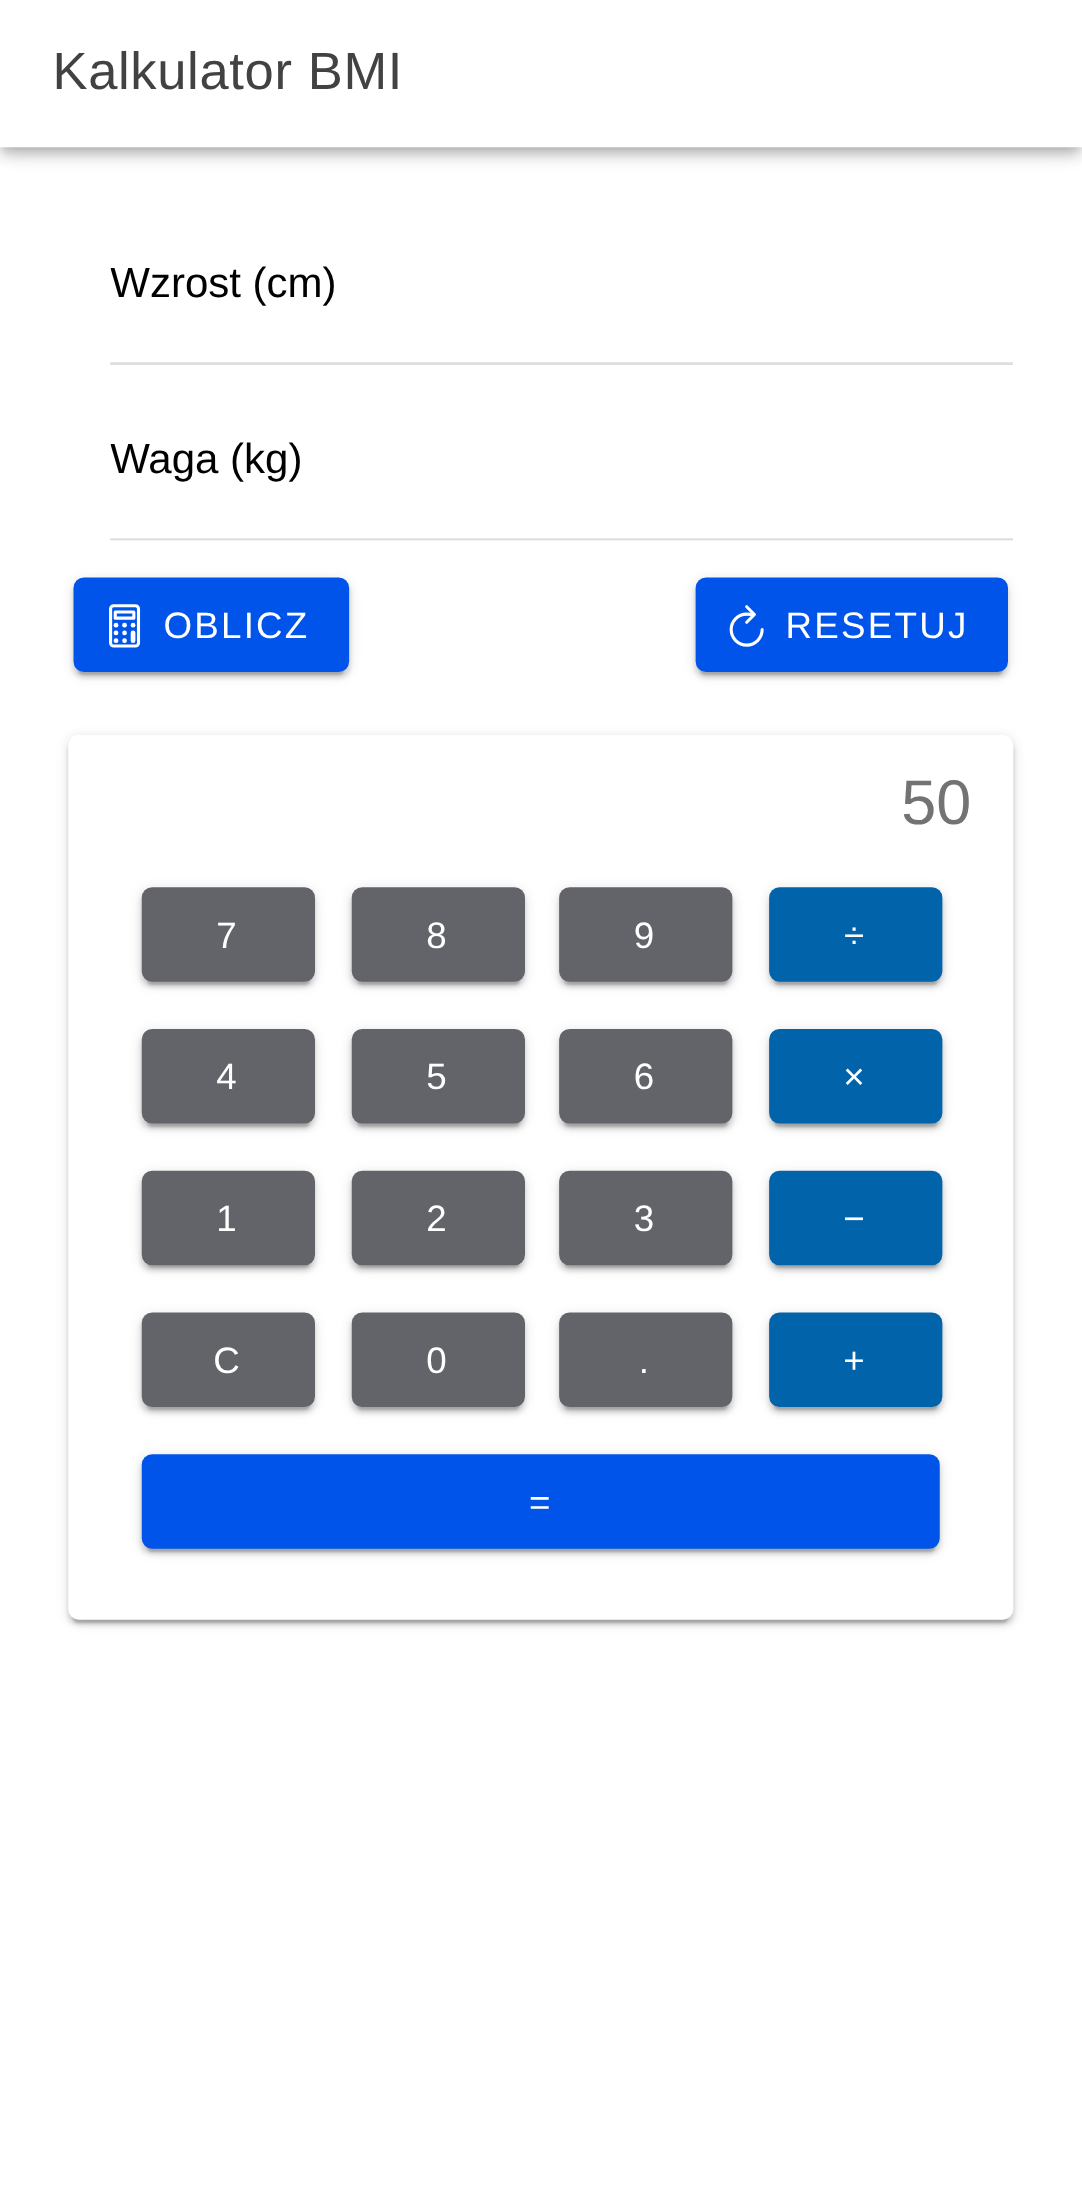 Kalkulator BMI
Wzrost (cm)
Waga (kg)
OBLICZ RESETUJ
50
7 8 9 ÷
4 5 6 ×
1 2 3 −
C 0 . +
=